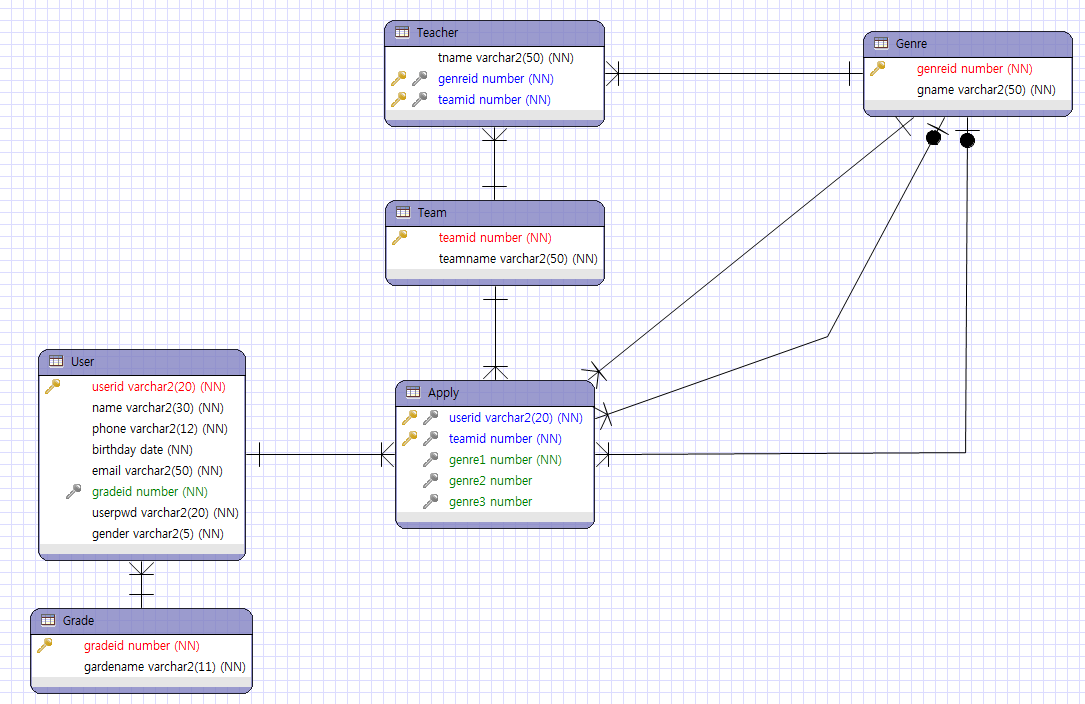 Teacher
tname varchar2(50) (NN)
genreid number (NN)
teamid number (NN)
Genre
genreid number (NN)
gname varchar2(50) (NN)
Team
teamid number (NN)
teamname varchar2(50) (NN)
User
userid varchar2(20) (NN)
name varchar2(30) (NN)
phone varchar2(12) (NN)
birthday date (NN)
email varchar2(50) (NN)
gradeid number (NN)
userpwd varchar2(20) (NN)
gender varchar2(5) (NN)
Apply
userid varchar2(20) (NN)
teamid number (NN)
genre1 number (NN)
genre2 number
genre3 number
Grade
gradeid number (NN)
gardename varchar2(11) (NN)